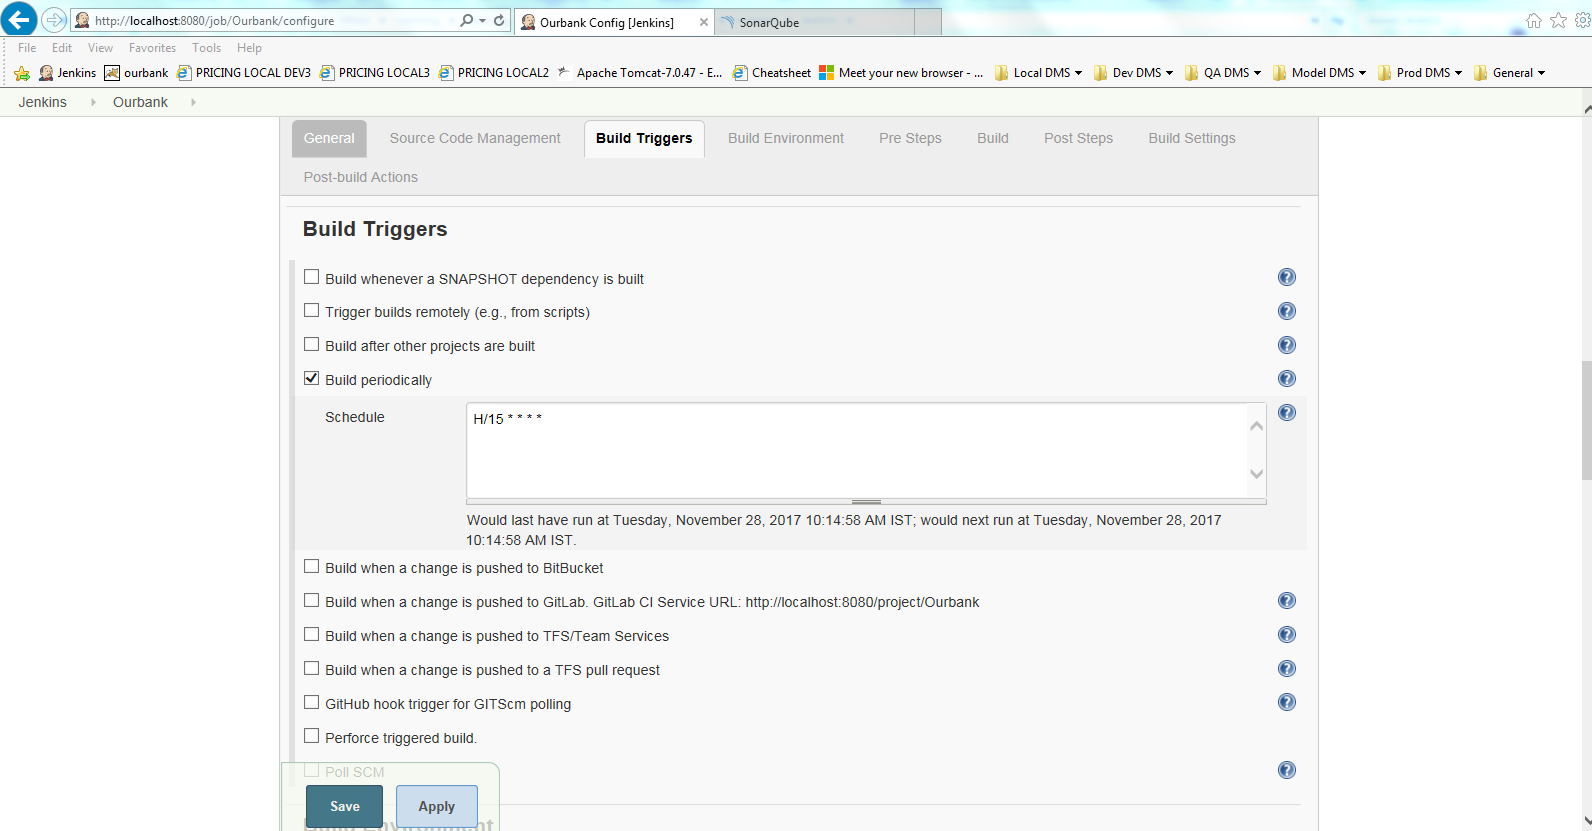 http://localhost:8080/job/Ourbank/configure
Ourbank Config [Jenkins]
SonarQube
File Edit View Favorites Tools Help
Jenkins ourbank PRICING LOCAL DEV3 PRICING LOCAL3 PRICING LOCAL2 Apache Tomcat-7.0.47 - E... Cheatsheet Meet your new browser - ... Local DMS Dev DMS QA DMS Model DMS Prod DMS General
Jenkins Ourbank
General Source Code Management Build Triggers Build Environment Pre Steps Build Post Steps Build Settings
Post-build Actions
Build Triggers
Build whenever a SNAPSHOT dependency is built
Trigger builds remotely (e.g., from scripts)
Build after other projects are built
Build periodically
Schedule
H/15 * * * *
Would last have run at Tuesday, November 28, 2017 10:14:58 AM IST; would next run at Tuesday, November 28, 2017
10:14:58 AM IST.
Build when a change is pushed to BitBucket
Build when a change is pushed to GitLab. GitLab CI Service URL: http://localhost:8080/project/Ourbank
Build when a change is pushed to TFS/Team Services
Build when a change is pushed to a TFS pull request
GitHub hook trigger for GITScm polling
Perforce triggered build.
Poll SCM
Save Apply
Build Environment